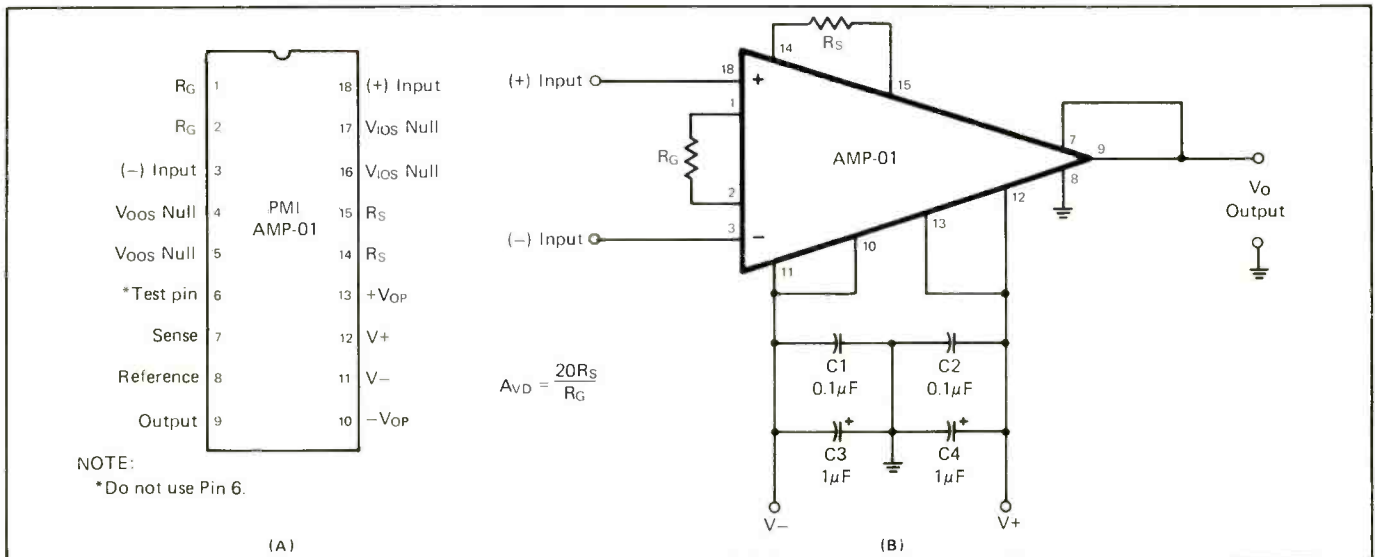 RG 1
RG 2
(−) Input 3
VOOS Null 4
VOOS Null 5
*Test pin 6
Sense 7
Reference 8
Output 9
PMI
AMP-01
18 (+) Input
17 VIOS Null
16 VIOS Null
15 RS
14 RS
13 +VOP
12 V+
11 V−
10 −VOP
NOTE:
*Do not use Pin 6.
(A)
AVD = 20RS
RG
RS
14
15
(+) Input 18 +
1
RG
2
(−) Input 3 −
AMP-01
7
9
8
12
13
10
11
VO
Output
C1
0.1µF
C2
0.1µF
+
C3
1µF
+
C4
1µF
V−
V+
(B)